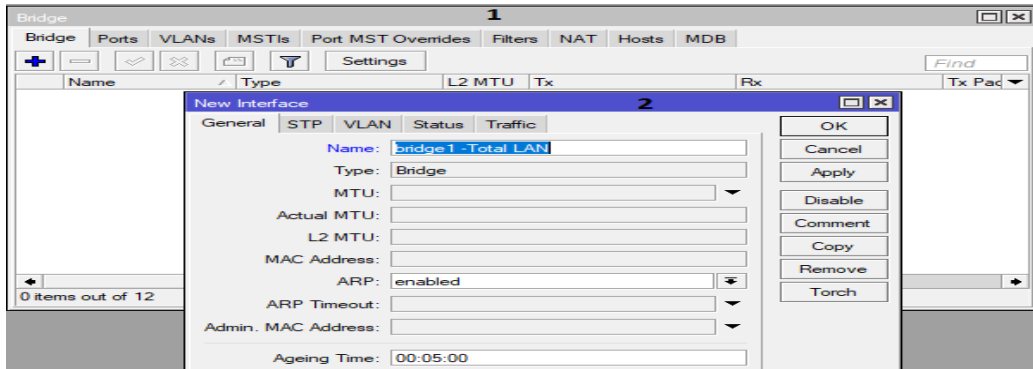 Bridge 1
Bridge Ports VLANs MSTIs Port MST Overrides Filters NAT Hosts MDB
Settings Find
Name Type L2 MTU Tx Rx Tx Pac
New Interface 2
General STP VLAN Status Traffic OK
Name: bridge1 -Total LAN Cancel
Type: Bridge Apply
MTU:
Disable
Actual MTU: Comment
L2 MTU: Copy
MAC Address: Remove
ARP: enabled Torch
0 items out of 12
ARP Timeout:
Admin. MAC Address:
Ageing Time: 00:05:00